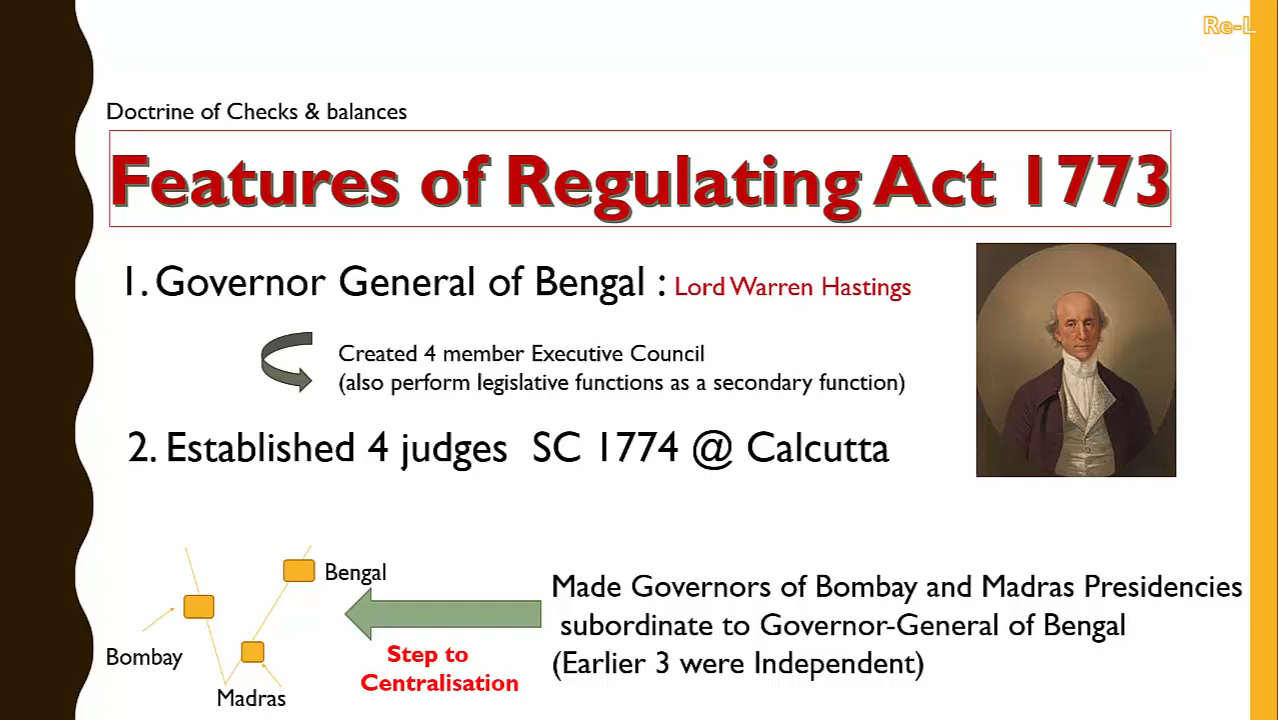 Re-L
Doctrine of Checks & balances
Features of Regulating Act 1773
1. Governor General of Bengal : Lord Warren Hastings
Created 4 member Executive Council
(also perform legislative functions as a secondary function)
2. Established 4 judges SC 1774 @ Calcutta
Bengal
Bombay
Madras
Step to
Centralisation
Made Governors of Bombay and Madras Presidencies
subordinate to Governor-General of Bengal
(Earlier 3 were Independent)